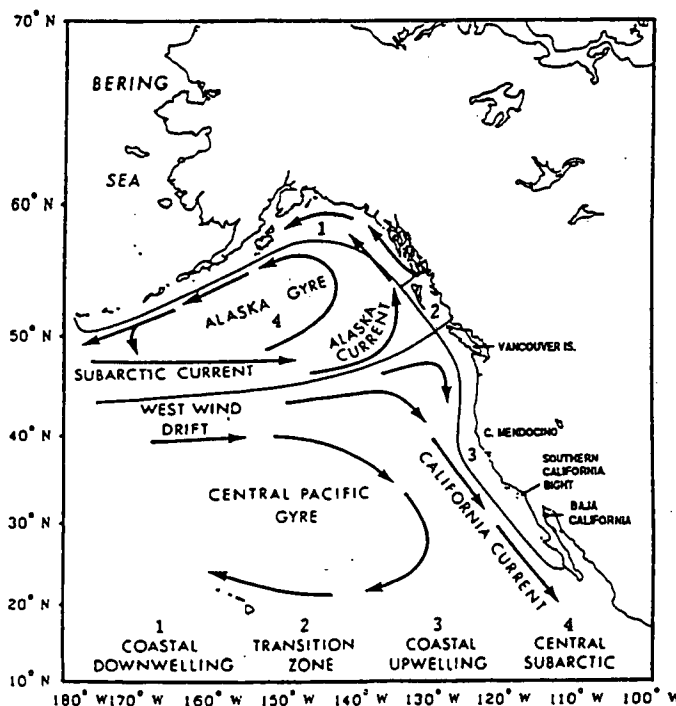 70° N
BERING
SEA
60° N
1
ALASKA GYRE
4
ALASKA
CURRENT
2
50° N
VANCOUVER IS.
SUBARCTIC CURRENT
WEST WIND
DRIFT
40° N
C. MENDOCINO
3
SOUTHERN
CALIFORNIA
BIGHT
CENTRAL PACIFIC
GYRE
CALIFORNIA CURRENT
BAJA
CALIFORNIA
30° N
20° N
1 2 3 4
COASTAL TRANSITION COASTAL CENTRAL
DOWNWELLING ZONE UPWELLING SUBARCTIC
10° N
180° W 170° W 160° W 150° W 140° W 130° W 120° W 110° W 100° W